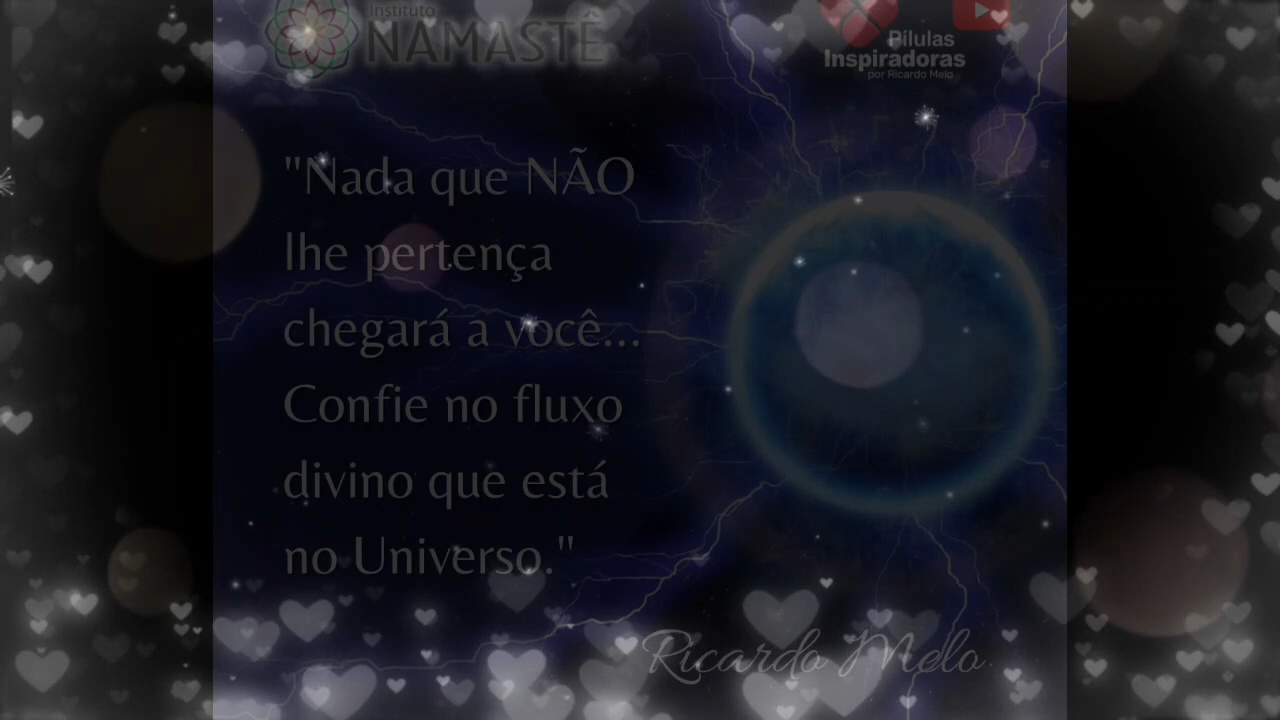 Instituto
NAMASTÊ
Pílulas
Inspiradoras
por Ricardo Melo
"Nada que NÃO
lhe pertença
chegará a você...
Confie no fluxo
divino que está
no Universo."
Ricardo Melo